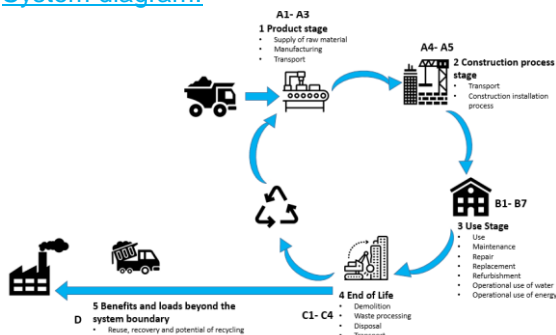 System diagram:
A1- A3
1 Product stage
• Supply of raw material
• Manufacturing
• Transport
A4- A5
2 Construction process
stage
• Transport
• Construction installation
process
B1- B7
3 Use Stage
• Use
• Maintenance
• Repair
• Replacement
• Refurbishment
• Operational use of water
• Operational use of energy
4 End of Life
C1- C4
• Demolition
• Waste processing
• Disposal
• Transport
5 Benefits and loads beyond the
D system boundary
• Reuse, recovery and potential of recycling